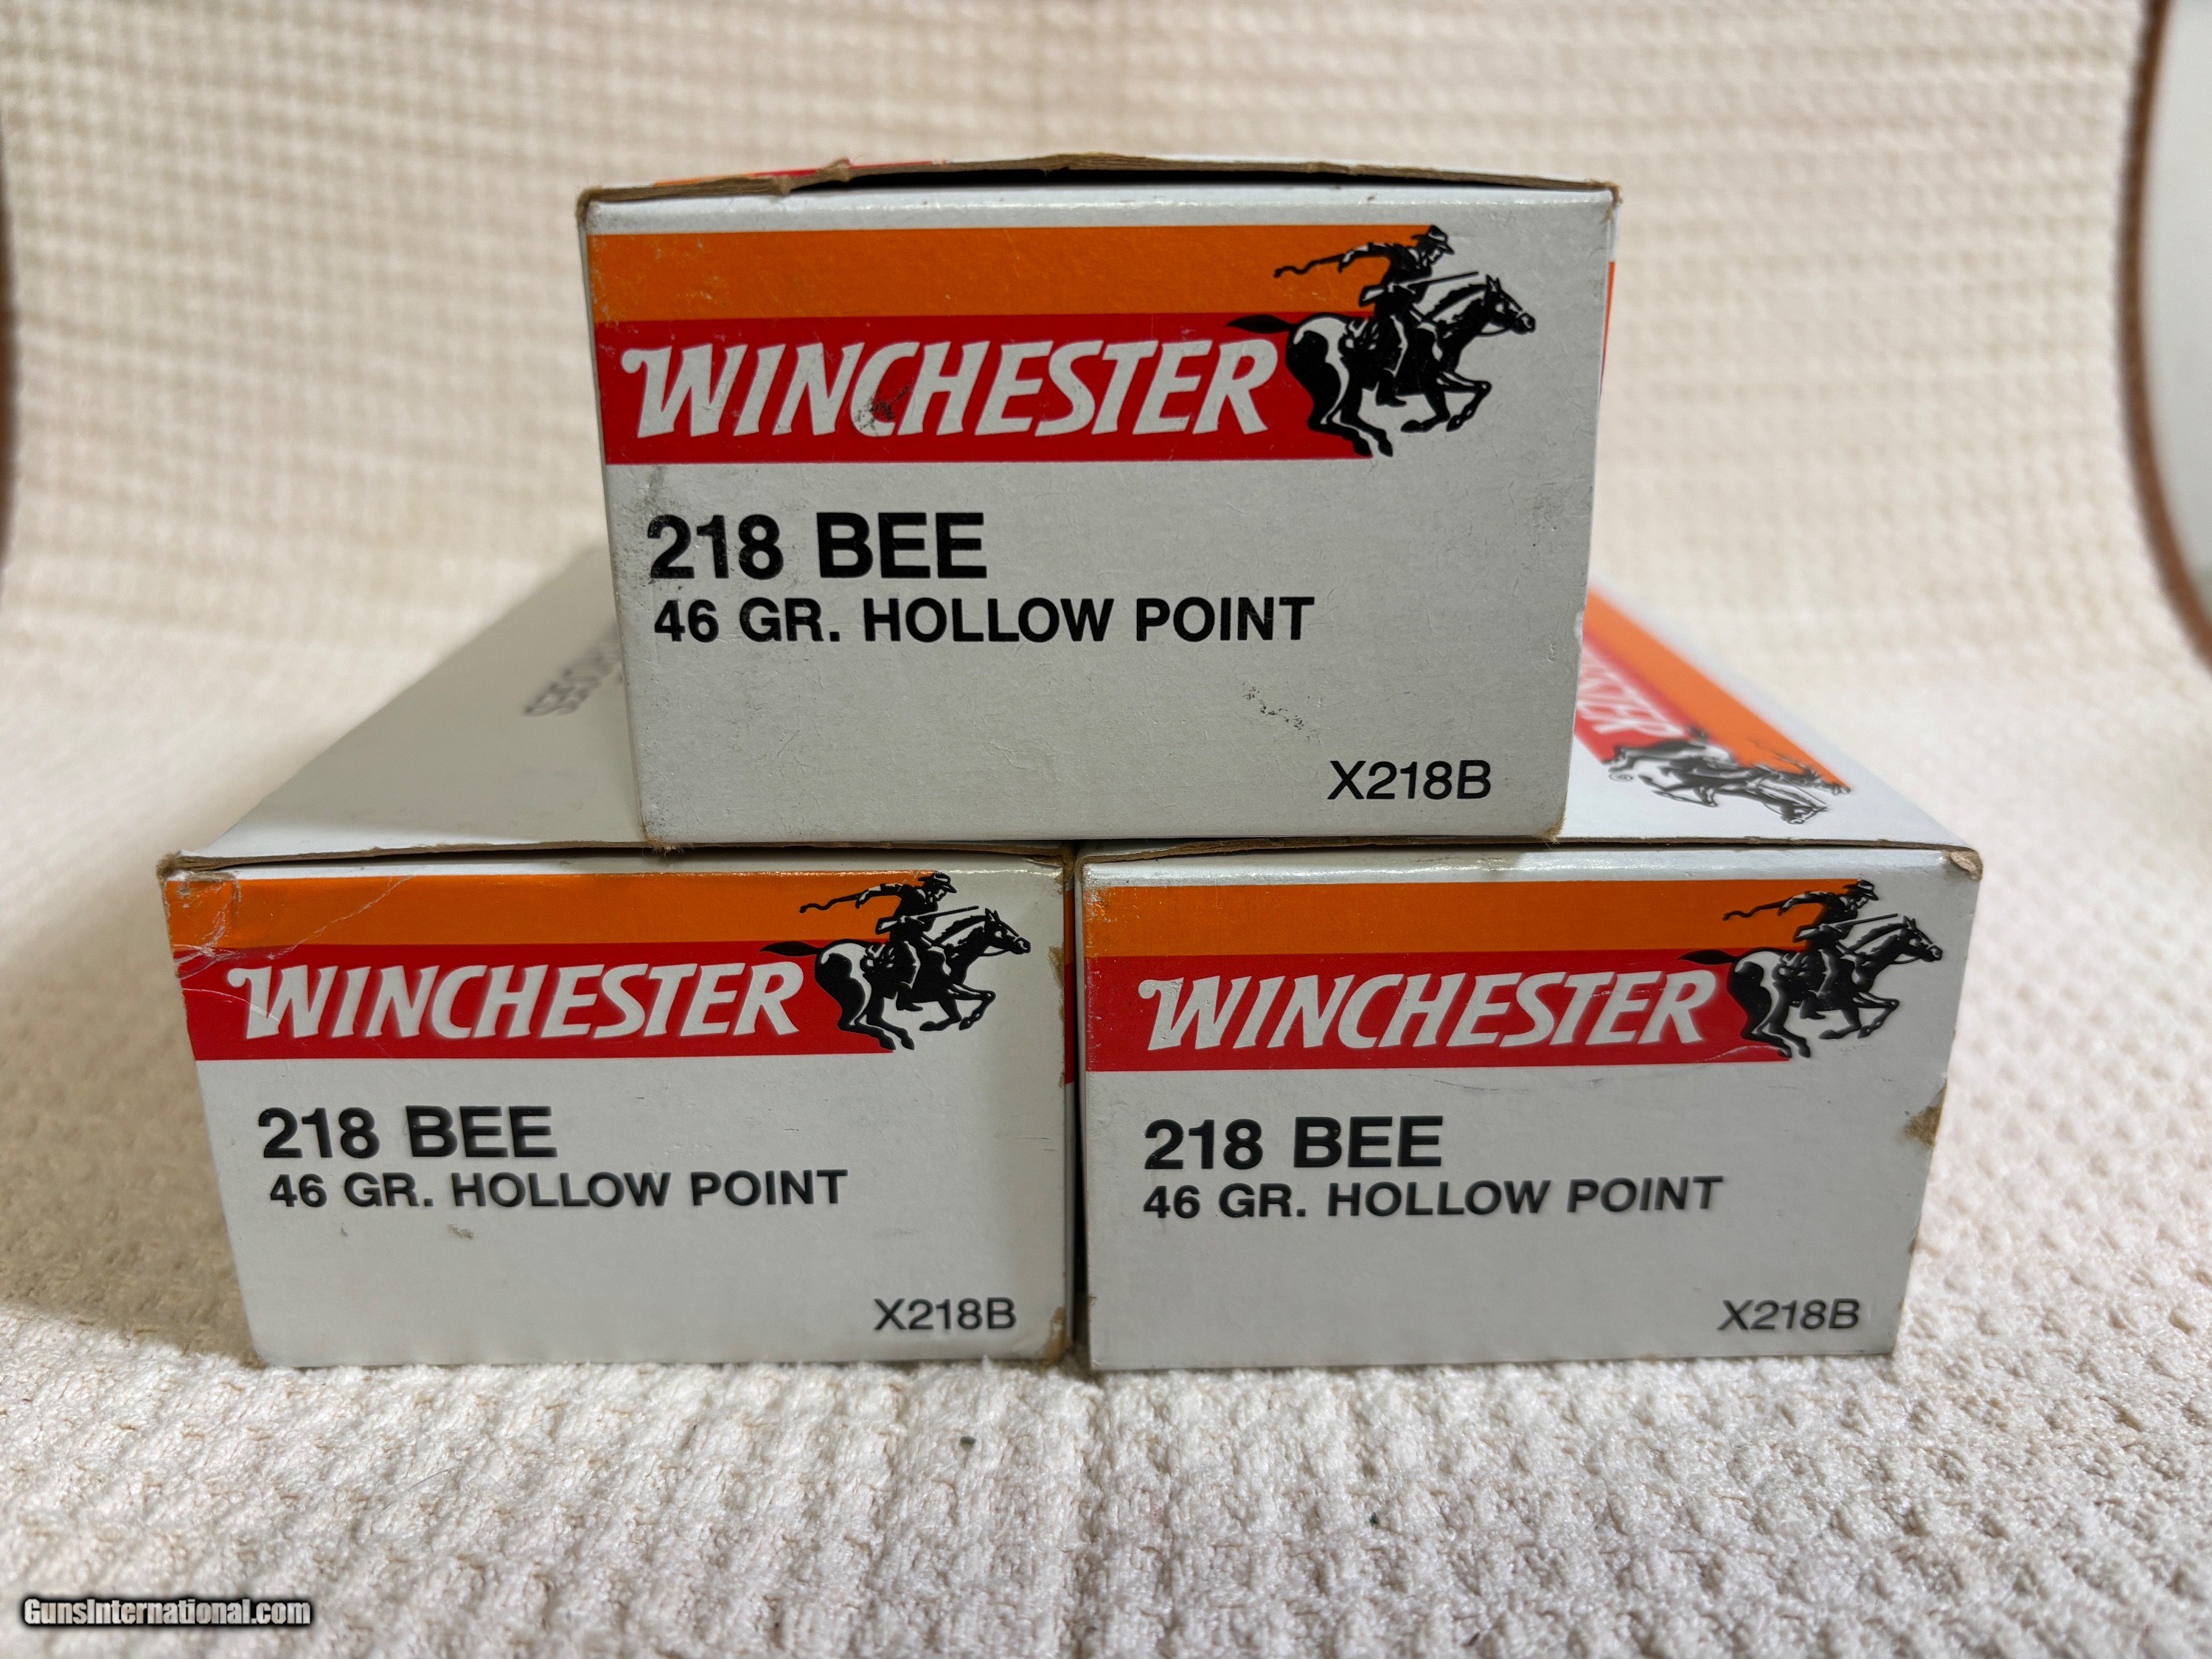 WINCHESTER
218 BEE
46 GR. HOLLOW POINT
X218B
WINCHESTER
218 BEE
46 GR. HOLLOW POINT
X218B
WINCHESTER
218 BEE
46 GR. HOLLOW POINT
X218B
GunsInternational.com